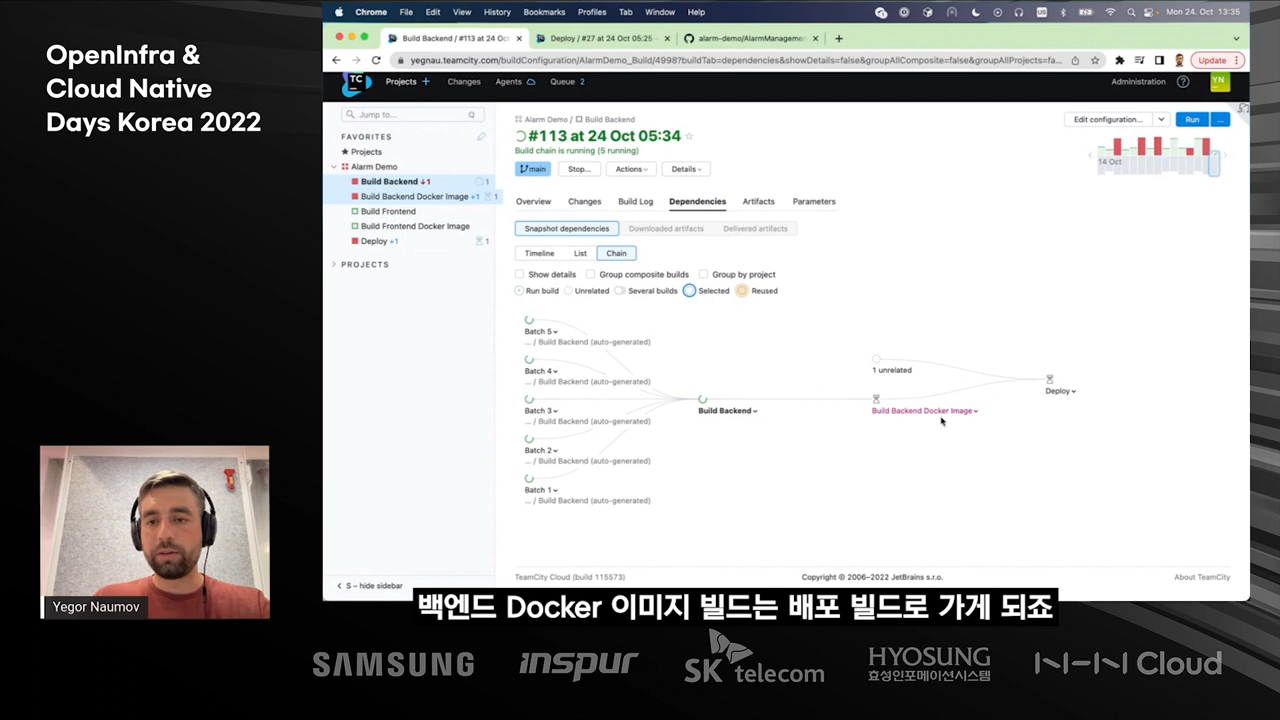 OpenInfra &
Cloud Native
Days Korea 2022
Chrome File Edit View History Bookmarks Profiles Tab Window Help
US
Mon 24. Oct 13:35
Build Backend / #113 at 24 Oct
Deploy / #27 at 24 Oct 05:25 –
alarm-demo/AlarmManagemen
yegnau.teamcity.com/buildConfiguration/AlarmDemo_Build/4998?buildTab=dependencies&showDetails=false&groupAllComposite=false&groupAllProjects=fa...
Update
TC
Projects +
Changes
Agents
Queue 2
Administration
YN
Jump to...
Q
FAVORITES
Projects
Alarm Demo
Build Backend ↓1
1
Build Backend Docker Image +1
1
Build Frontend
Build Frontend Docker Image
Deploy +1
1
PROJECTS
S – hide sidebar
Alarm Demo / Build Backend
#113 at 24 Oct 05:34
Build chain is running (5 running)
main
Stop...
Actions
Details
Edit configuration...
Run
...
14 Oct
Overview
Changes
Build Log
Dependencies
Artifacts
Parameters
Snapshot dependencies
Downloaded artifacts
Delivered artifacts
Timeline
List
Chain
Show details
Group composite builds
Group by project
Run build
Unrelated
Several builds
Selected
Reused
Batch 5
... / Build Backend (auto-generated)
Batch 4
... / Build Backend (auto-generated)
Batch 3
... / Build Backend (auto-generated)
Batch 2
... / Build Backend (auto-generated)
Batch 1
... / Build Backend (auto-generated)
Build Backend
1 unrelated
Build Backend Docker Image
Deploy
TeamCity Cloud (build 115573)
Copyright © 2006–2022 JetBrains s.r.o.
About TeamCity
Yegor Naumov
백엔드 Docker 이미지 빌드는 배포 빌드로 가게 되죠
SAMSUNG
inspur
SK telecom
HYOSUNG
효성인포메이션시스템
NHN Cloud